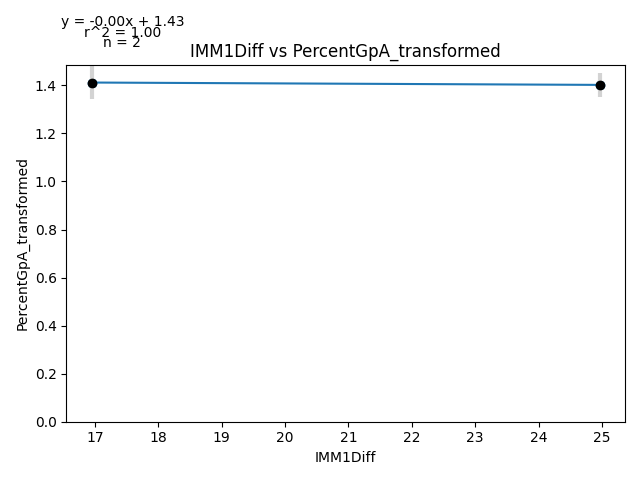 y = -0.00x + 1.43
r^2 = 1.00
n = 2
IMM1Diff vs PercentGpA_transformed
1.4
1.2
1.0
0.8
0.6
0.4
0.2
0.0
PercentGpA_transformed
17 18 19 20 21 22 23 24 25
IMM1Diff